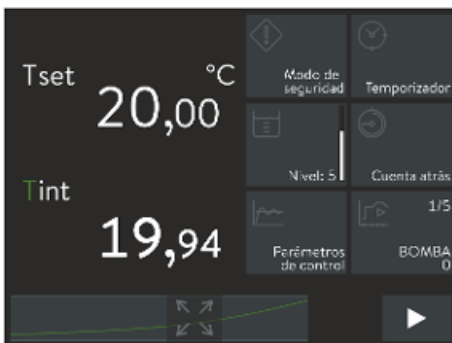 Tset
°C
20,00
Tint
19,94
Modo de
seguridad
Temporizador
Nivel: 5
Cuenta atrás
Parámetros
de control
1/5
BOMBA
0